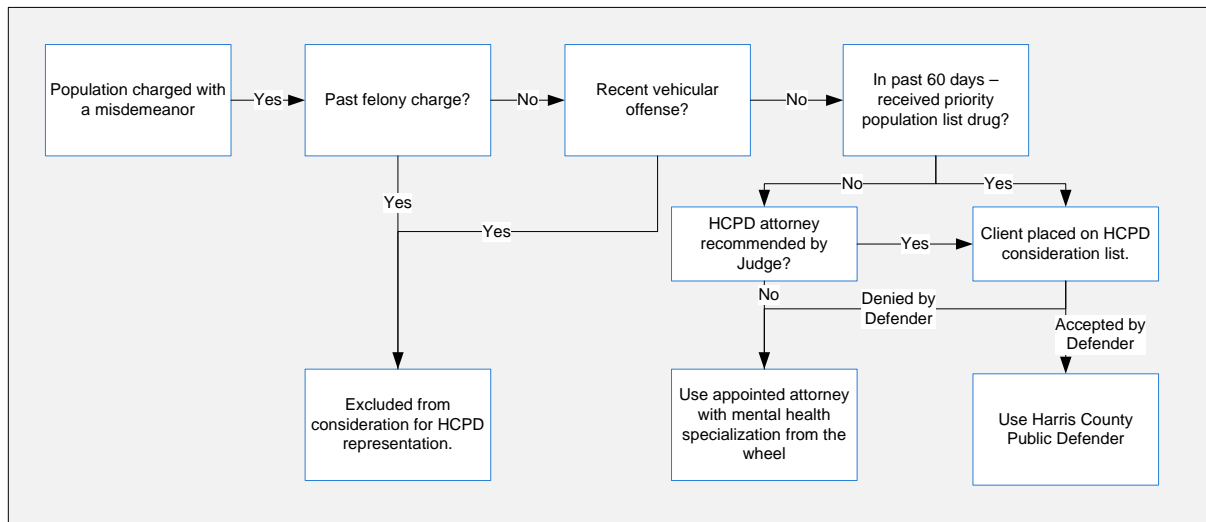 Population charged with
a misdemeanor
Yes
Past felony charge?
No
Recent vehicular
offense?
No
In past 60 days –
received priority
population list drug?
Yes
Yes
No
Yes
HCPD attorney
recommended by
Judge?
Yes
Client placed on HCPD
consideration list.
No
Denied by
Defender
Accepted by
Defender
Excluded from
consideration for HCPD
representation.
Use appointed attorney
with mental health
specialization from the
wheel
Use Harris County
Public Defender